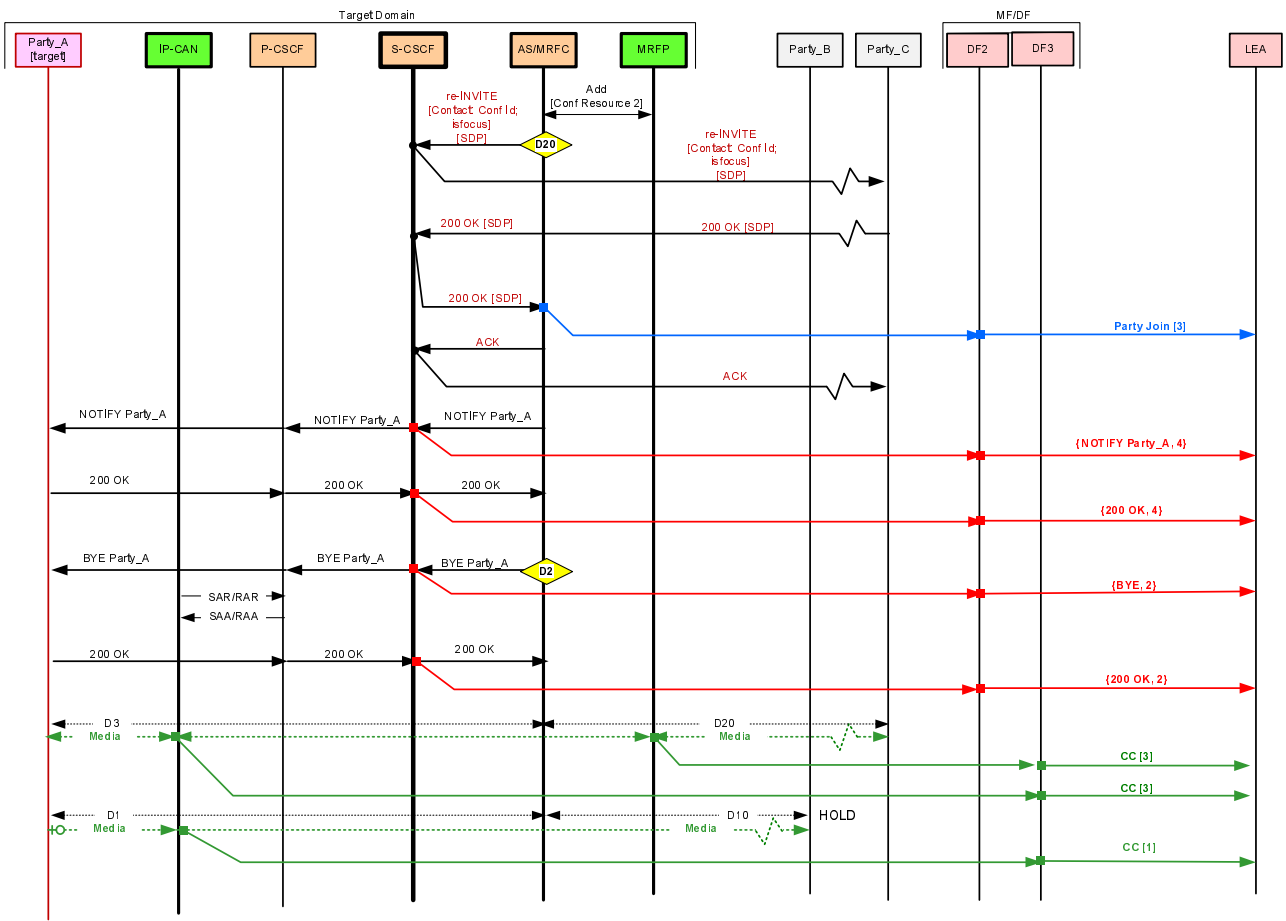 Target Domain
MF/DF
Party_A
[target]
IP-CAN
P-CSCF
S-CSCF
AS/MRFC
MRFP
Party_B
Party_C
DF2
DF3
LEA
re-INVITE
[Contact: Conf Id;
isfocus]
[SDP]
Add
[Conf Resource 2]
D20
re-INVITE
[Contact: Conf Id;
isfocus]
[SDP]
200 OK [SDP]
200 OK [SDP]
200 OK [SDP]
Party Join [3]
ACK
ACK
NOTIFY Party_A
NOTIFY Party_A
NOTIFY Party_A
{NOTIFY Party_A, 4}
200 OK
200 OK
200 OK
{200 OK, 4}
BYE Party_A
BYE Party_A
BYE Party_A
D2
{BYE, 2}
SAR/RAR
SAA/RAA
200 OK
200 OK
200 OK
{200 OK, 2}
D3
D20
Media
Media
CC [3]
CC [3]
D1
D10
HOLD
Media
Media
CC [1]